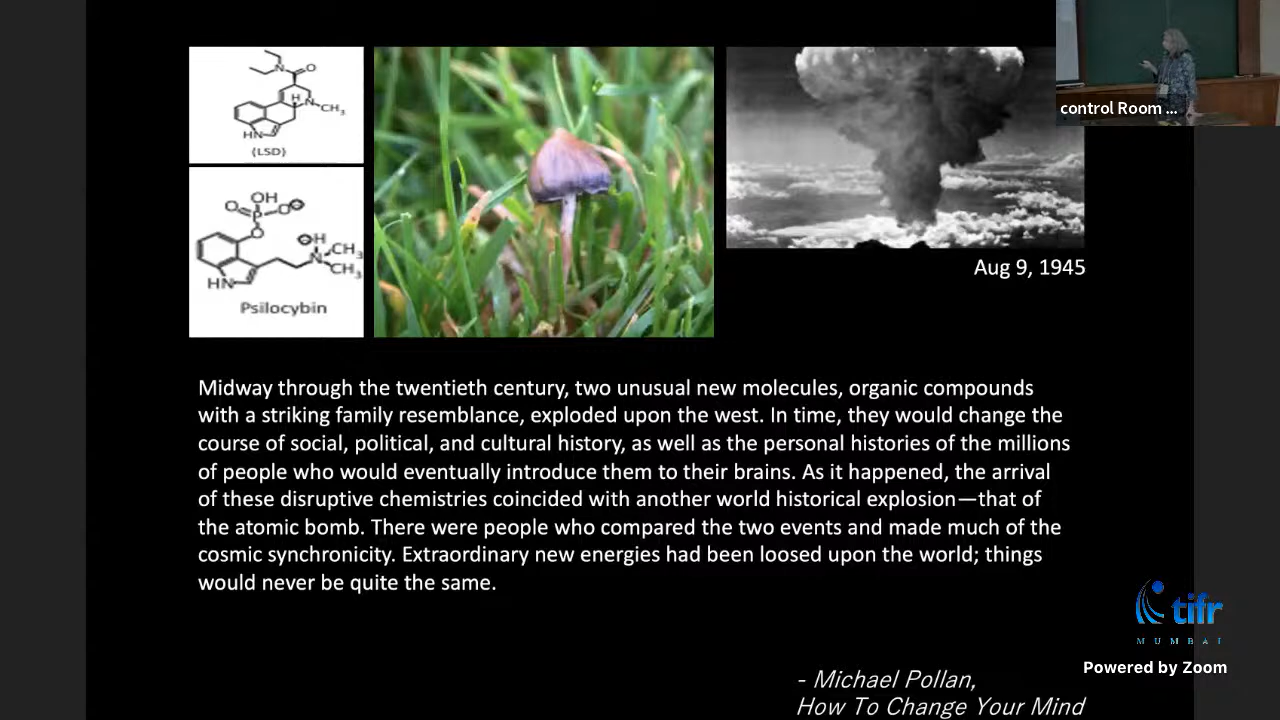 control Room ...
N
O
H
N
CH₃
HN
(LSD)
OH
O
P
O⊖
O
⊖H
N
CH₃
CH₃
HN
Psilocybin
Aug 9, 1945
Midway through the twentieth century, two unusual new molecules, organic compounds
with a striking family resemblance, exploded upon the west. In time, they would change the
course of social, political, and cultural history, as well as the personal histories of the millions
of people who would eventually introduce them to their brains. As it happened, the arrival
of these disruptive chemistries coincided with another world historical explosion—that of
the atomic bomb. There were people who compared the two events and made much of the
cosmic synchronicity. Extraordinary new energies had been loosed upon the world; things
would never be quite the same.
tifr
MUMBAI
Powered by Zoom
- Michael Pollan,
How To Change Your Mind